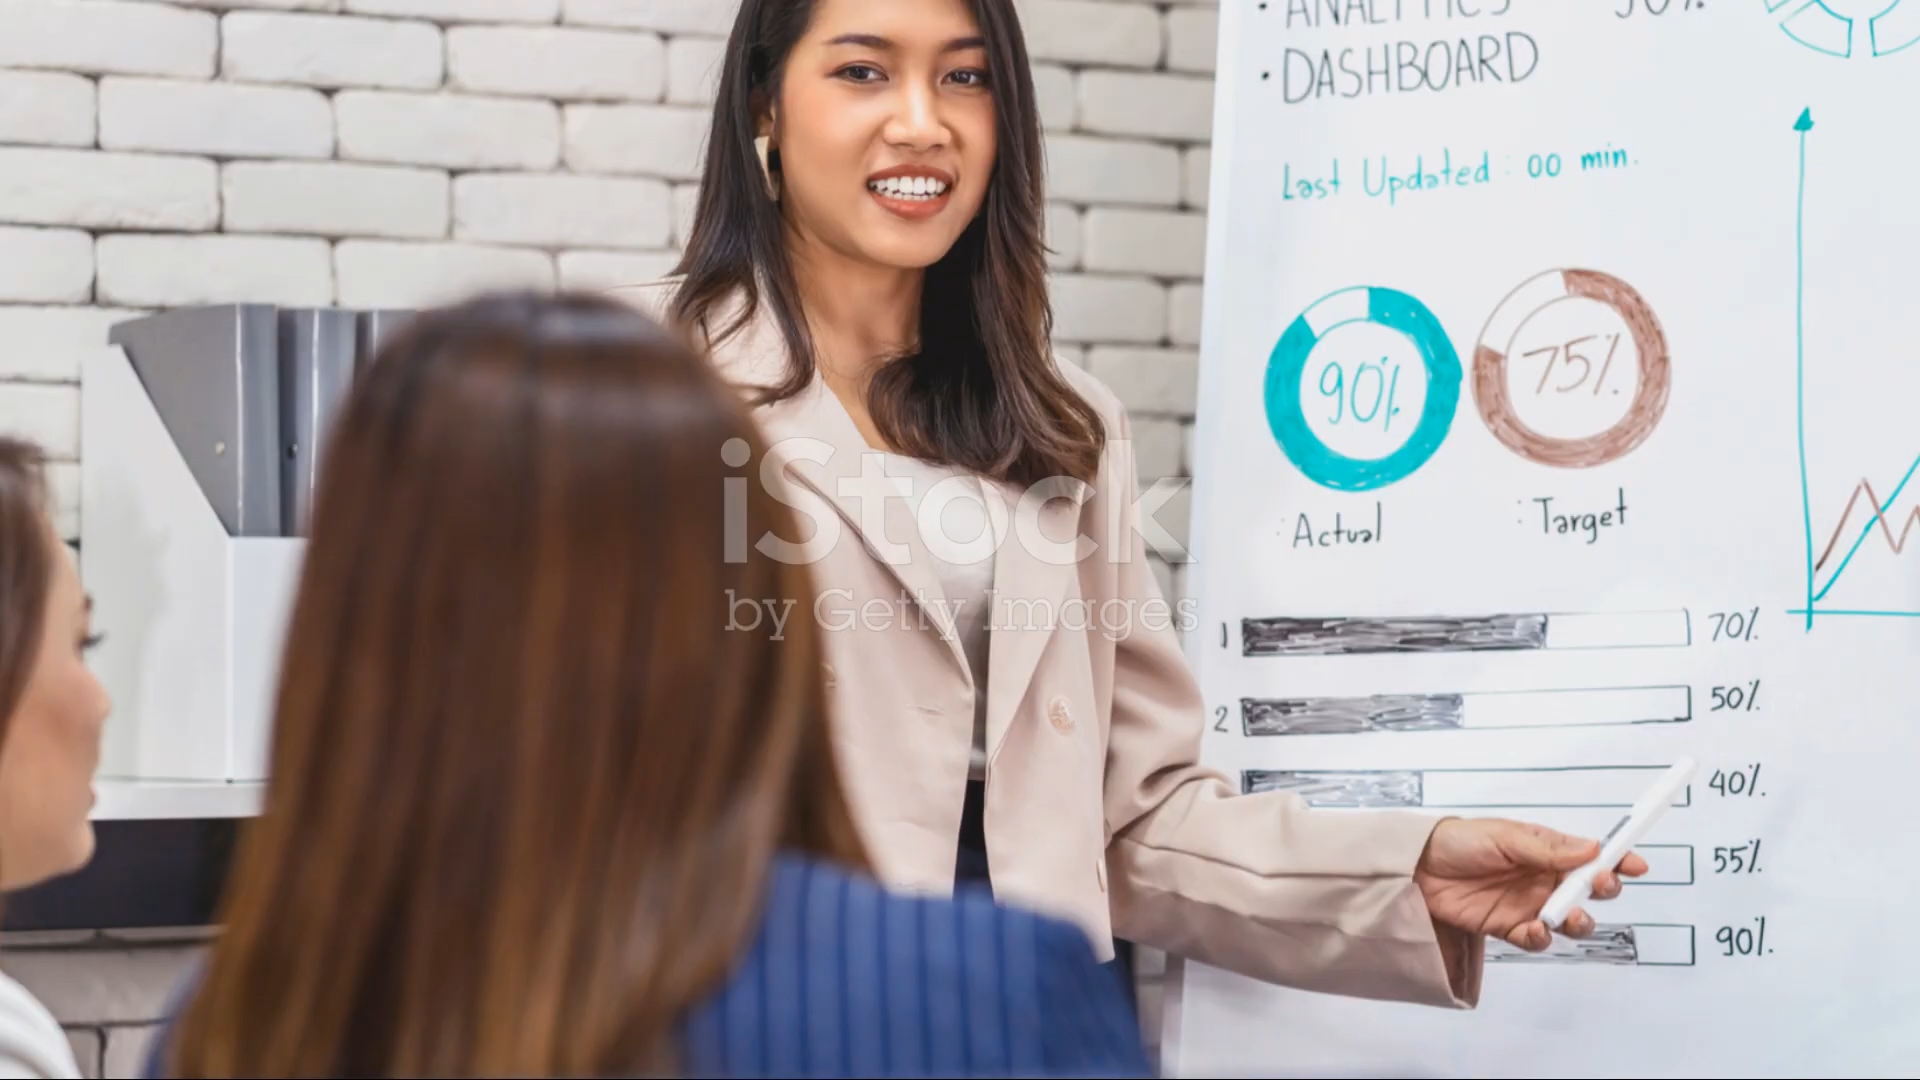 • ANALYTICS
• DASHBOARD
Last Updated : 00 min.
90%
75%
: Actual
: Target
1 70%
2 50%
40%
55%
90%.
iStock
by Getty Images